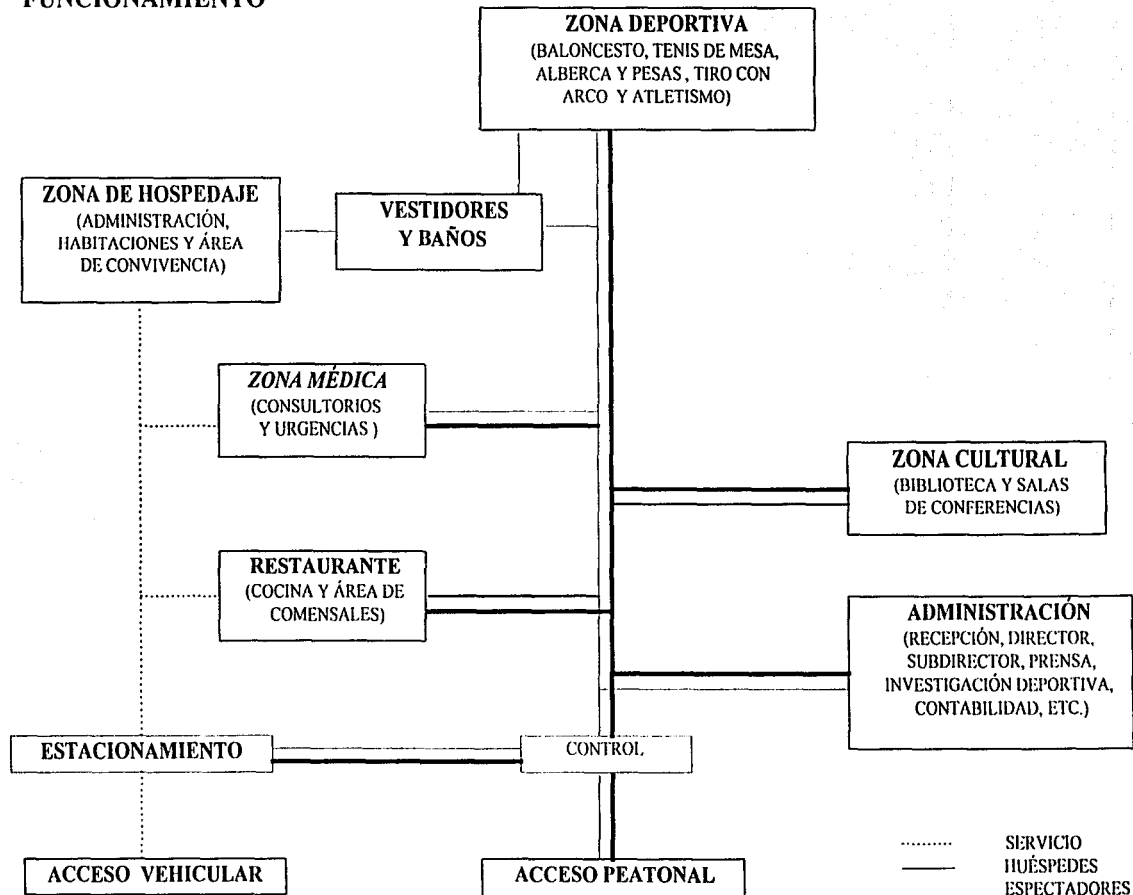 FUNCIONAMIENTO
ZONA DEPORTIVA
(BALONCESTO, TENIS DE MESA,
ALBERCA Y PESAS , TIRO CON
ARCO Y ATLETISMO)
ZONA DE HOSPEDAJE
(ADMINISTRACIÓN,
HABITACIONES Y ÁREA
DE CONVIVENCIA)
VESTIDORES
Y BAÑOS
ZONA MÉDICA
(CONSULTORIOS
Y URGENCIAS )
ZONA CULTURAL
(BIBLIOTECA Y SALAS
DE CONFERENCIAS)
RESTAURANTE
(COCINA Y ÁREA DE
COMENSALES)
ADMINISTRACIÓN
(RECEPCIÓN, DIRECTOR,
SUBDIRECTOR, PRENSA,
INVESTIGACIÓN DEPORTIVA,
CONTABILIDAD, ETC.)
ESTACIONAMIENTO
CONTROL
ACCESO VEHICULAR
ACCESO PEATONAL
SERVICIO
HUÉSPEDES
ESPECTADORES